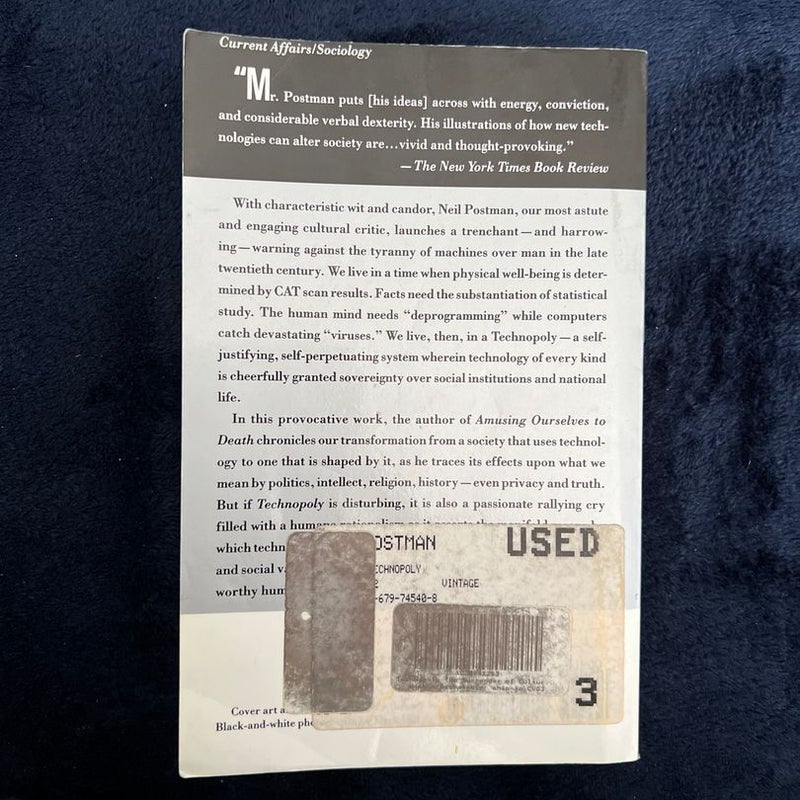 Current Affairs/Sociology
“Mr. Postman puts [his ideas] across with energy, conviction,
and considerable verbal dexterity. His illustrations of how new tech-
nologies can alter society are...vivid and thought-provoking.”
—The New York Times Book Review
With characteristic wit and candor, Neil Postman, our most astute
and engaging cultural critic, launches a trenchant—and harrow-
ing—warning against the tyranny of machines over man in the late
twentieth century. We live in a time when physical well-being is deter-
mined by CAT scan results. Facts need the substantiation of statistical
study. The human mind needs “deprogramming” while computers
catch devastating “viruses.” We live, then, in a Technopoly—a self-
justifying, self-perpetuating system wherein technology of every kind
is cheerfully granted sovereignty over social institutions and national
life.
In this provocative work, the author of Amusing Ourselves to
Death chronicles our transformation from a society that uses technol-
ogy to one that is shaped by it, as he traces its effects upon what we
mean by politics, intellect, religion, history—even privacy and truth.
But if Technopoly is disturbing, it is also a passionate rallying cry
filled with a humane rationalism as it asserts the
which techn
and social v
worthy hum
OSTMAN
USED
ECHNOPOLY
VINTAGE
-679-74540-8
3
Cover art a
Black-and-white pho